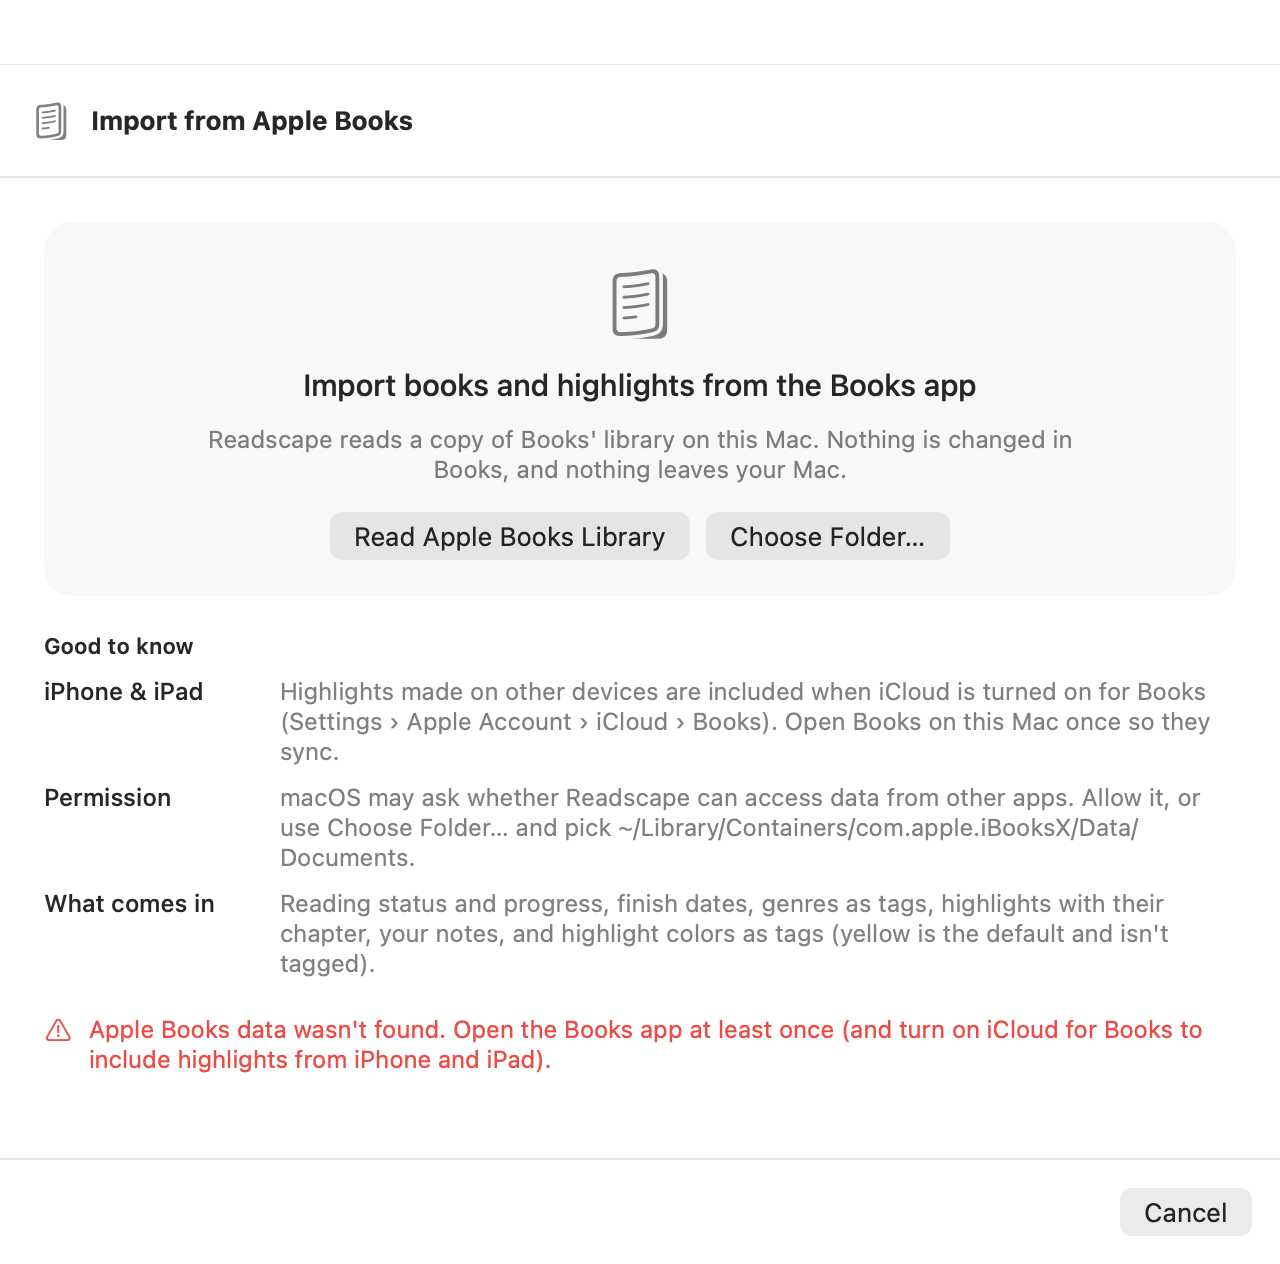 Import from Apple Books
Import books and highlights from the Books app
Readscape reads a copy of Books' library on this Mac. Nothing is changed in
Books, and nothing leaves your Mac.
Read Apple Books Library
Choose Folder...
Good to know
iPhone & iPad
Highlights made on other devices are included when iCloud is turned on for Books
(Settings › Apple Account › iCloud › Books). Open Books on this Mac once so they
sync.
Permission
macOS may ask whether Readscape can access data from other apps. Allow it, or
use Choose Folder... and pick ~/Library/Containers/com.apple.iBooksX/Data/
Documents.
What comes in
Reading status and progress, finish dates, genres as tags, highlights with their
chapter, your notes, and highlight colors as tags (yellow is the default and isn't
tagged).
Apple Books data wasn't found. Open the Books app at least once (and turn on iCloud for Books to
include highlights from iPhone and iPad).
Cancel